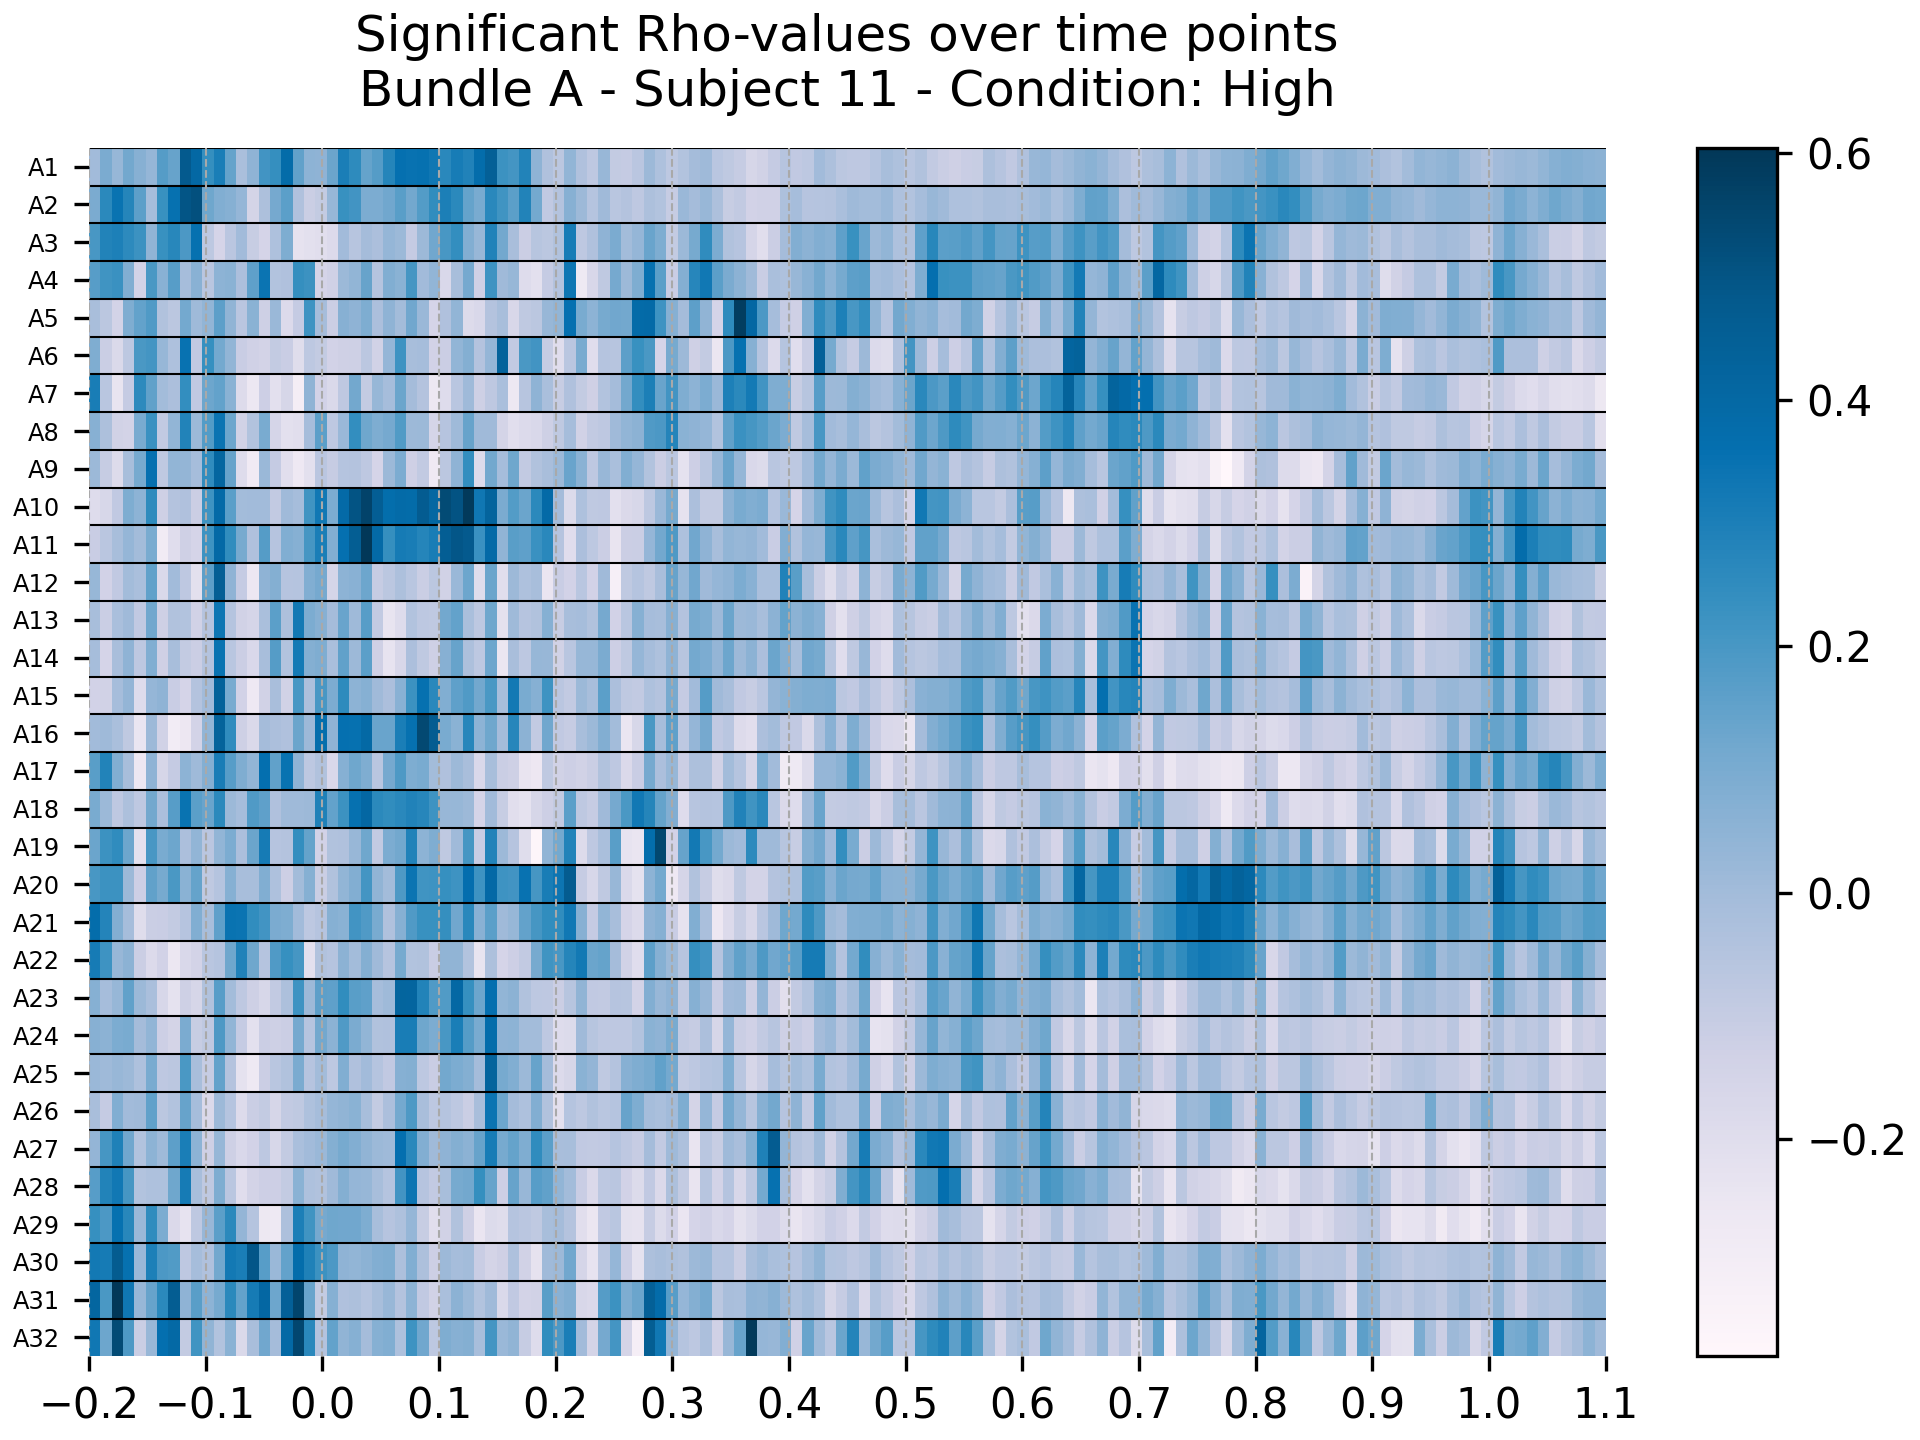 Significant Rho-values over time points
Bundle A - Subject 11 - Condition: High
A1
A2
A3
A4
A5
A6
A7
A8
A9
A10
A11
A12
A13
A14
A15
A16
A17
A18
A19
A20
A21
A22
A23
A24
A25
A26
A27
A28
A29
A30
A31
A32
−0.2 −0.1 0.0 0.1 0.2 0.3 0.4 0.5 0.6 0.7 0.8 0.9 1.0 1.1
0.6
0.4
0.2
0.0
−0.2